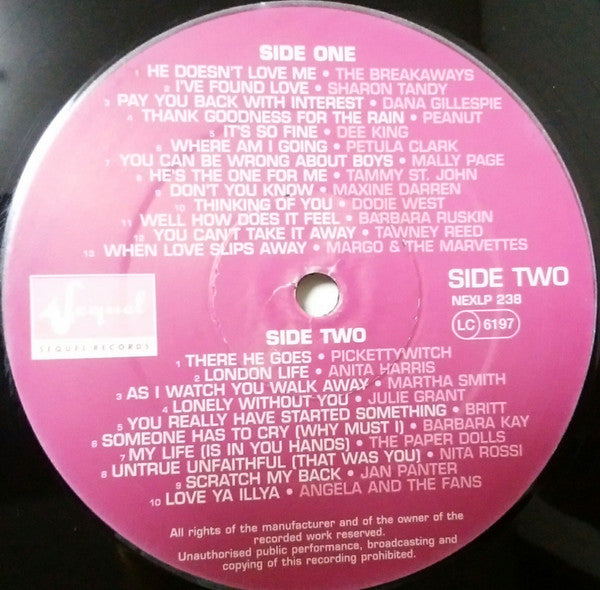 SIDE ONE
1 HE DOESN'T LOVE ME • THE BREAKAWAYS
2 I'VE FOUND LOVE • SHARON TANDY
3 PAY YOU BACK WITH INTEREST • DANA GILLESPIE
4 THANK GOODNESS FOR THE RAIN • PEANUT
5 IT'S SO FINE • DEE KING
6 WHERE AM I GOING • PETULA CLARK
7 YOU CAN BE WRONG ABOUT BOYS • MALLY PAGE
8 HE'S THE ONE FOR ME • TAMMY ST. JOHN
9 DON'T YOU KNOW • MAXINE DARREN
10 THINKING OF YOU • DODIE WEST
11 WELL HOW DOES IT FEEL • BARBARA RUSKIN
12 YOU CAN'T TAKE IT AWAY • TAWNEY REED
13 WHEN LOVE SLIPS AWAY • MARGO & THE MARVETTES
Sequel
SEQUEL RECORDS
SIDE TWO
NEXLP 238
LC 6197
SIDE TWO
1 THERE HE GOES • PICKETTYWITCH
2 LONDON LIFE • ANITA HARRIS
3 AS I WATCH YOU WALK AWAY • MARTHA SMITH
4 LONELY WITHOUT YOU • JULIE GRANT
5 YOU REALLY HAVE STARTED SOMETHING • BRITT
6 SOMEONE HAS TO CRY (WHY MUST I) • BARBARA KAY
7 MY LIFE (IS IN YOU HANDS) • THE PAPER DOLLS
8 UNTRUE UNFAITHFUL (THAT WAS YOU) • NITA ROSSI
9 SCRATCH MY BACK • JAN PANTER
10 LOVE YA ILLYA • ANGELA AND THE FANS
All rights of the manufacturer and of the owner of the
recorded work reserved.
Unauthorised public performance, broadcasting and
copying of this recording prohibited.